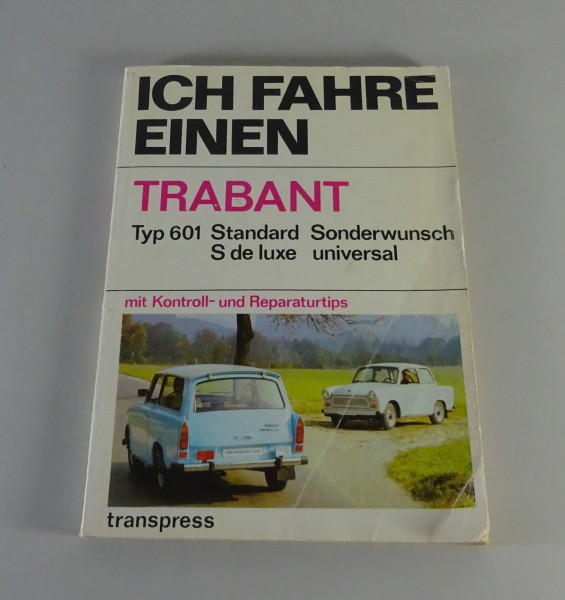 ICH FAHRE
EINEN
TRABANT
Typ 601 Standard Sonderwunsch
S de luxe universal
mit Kontroll- und Reparaturtips
transpress